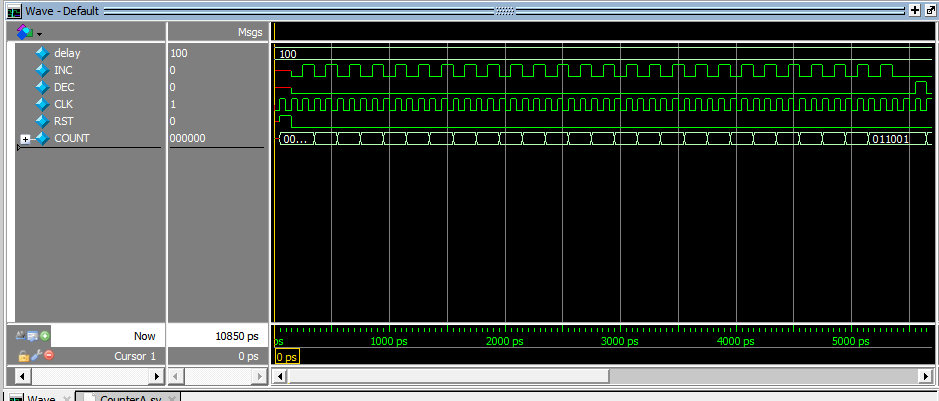 Wave - Default
Msgs
delay 100 100
INC 0
DEC 0
CLK 1
RST 0
COUNT 000000 00... 011001
Now 10850 ps ps 1000 ps 2000 ps 3000 ps 4000 ps 5000 ps
Cursor 1 0 ps 0 ps
Wave CounterA.sv